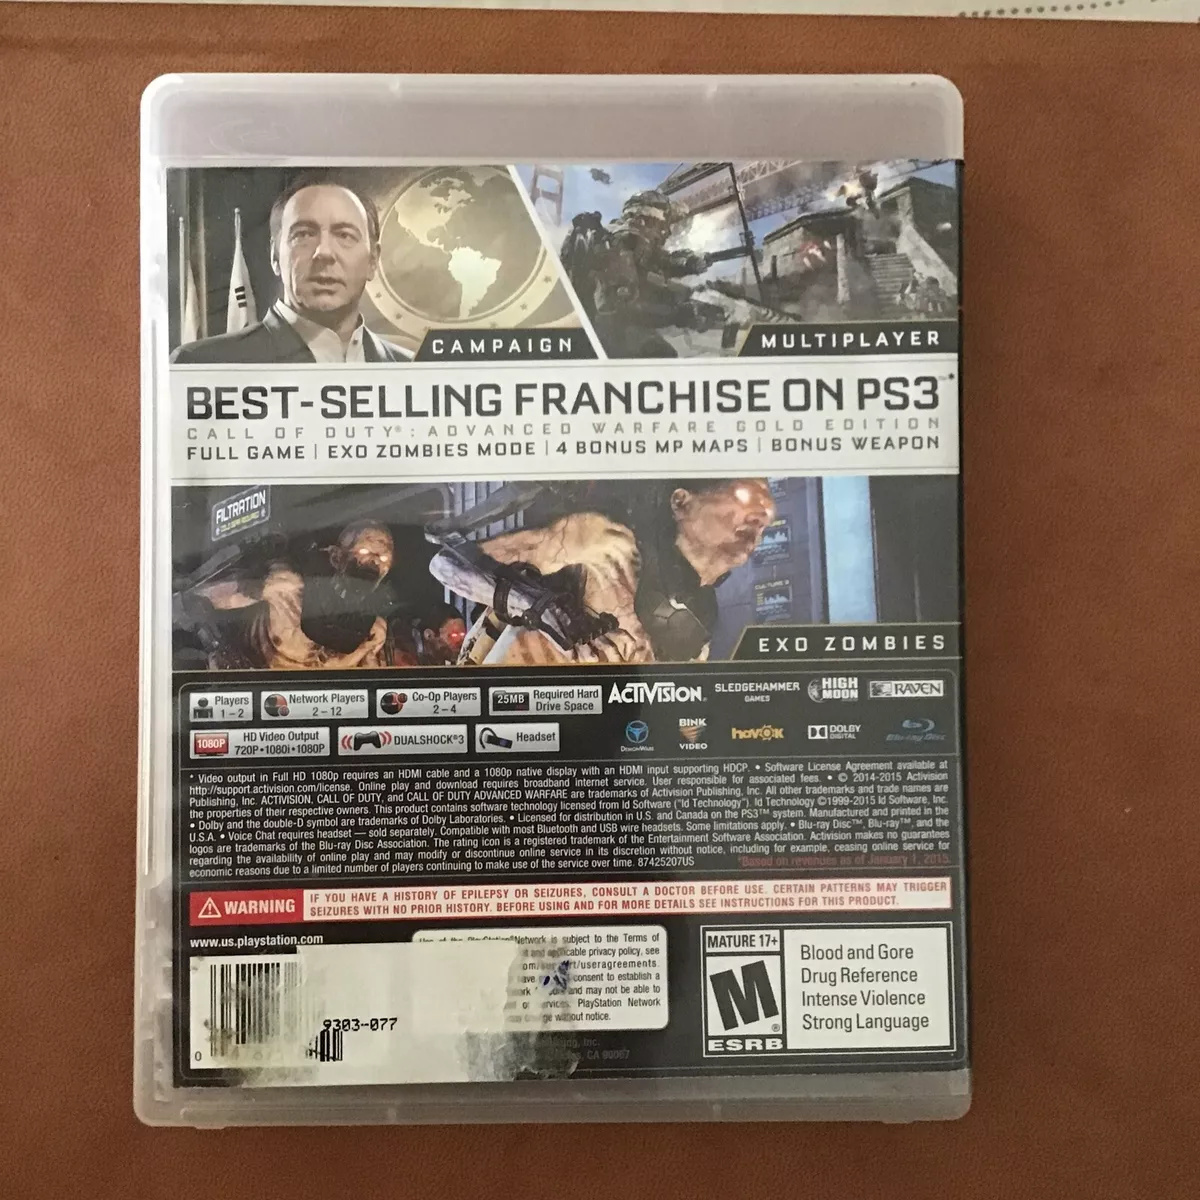 CAMPAIGN
MULTIPLAYER
BEST-SELLING FRANCHISE ON PS3™*
CALL OF DUTY®: ADVANCED WARFARE GOLD EDITION
FULL GAME | EXO ZOMBIES MODE | 4 BONUS MP MAPS | BONUS WEAPON
FILTRATION
EXO ZOMBIES
Players
1 – 2
Network Players
2 – 12
Co-Op Players
2 – 4
25MB
Required Hard
Drive Space
ACTIVISION.
SLEDGEHAMMER
GAMES
HIGH
MOON
RAVEN
1080P
HD Video Output
720P•1080i•1080P
DUALSHOCK®3
Headset
DEMONWARE
BINK
VIDEO
havok
DOLBY
DIGITAL
Blu-ray Disc
* Video output in Full HD 1080p requires an HDMI cable and a 1080p native display with an HDMI input supporting HDCP. • Software License Agreement available at
http://support.activision.com/license. Online play and download requires broadband internet service. User responsible for associated fees. • © 2014-2015 Activision
Publishing, Inc. ACTIVISION, CALL OF DUTY, and CALL OF DUTY ADVANCED WARFARE are trademarks of Activision Publishing, Inc. All other trademarks and trade names are
the properties of their respective owners. This product contains software technology licensed from Id Software ("Id Technology"). Id Technology ©1999-2015 Id Software, Inc.
• Dolby and the double-D symbol are trademarks of Dolby Laboratories. • Licensed for distribution in U.S. and Canada on the PS3™ system. Manufactured and printed in the
U.S.A. • Voice Chat requires headset — sold separately. Compatible with most Bluetooth and USB wire headsets. Some limitations apply. • Blu-ray Disc™, Blu-ray™, and the
logos are trademarks of the Blu-ray Disc Association. The rating icon is a registered trademark of the Entertainment Software Association. Activision makes no guarantees
regarding the availability of online play and may modify or discontinue online service in its discretion without notice, including for example, ceasing online service for
economic reasons due to a limited number of players continuing to make use of the service over time. 87425207US
*Based on revenues as of January 1, 2015.
WARNING
IF YOU HAVE A HISTORY OF EPILEPSY OR SEIZURES, CONSULT A DOCTOR BEFORE USE. CERTAIN PATTERNS MAY TRIGGER
SEIZURES WITH NO PRIOR HISTORY. BEFORE USING AND FOR MORE DETAILS SEE INSTRUCTIONS FOR THIS PRODUCT.
www.us.playstation.com
Use of the PlayStation®Network is subject to the Terms of
and applicable privacy policy, see
useragreements.
consent to establish a
and may not be able to
PlayStation Network
without notice.
9303-077
0
Inc.
CA 90067
MATURE 17+
M
®
ESRB
Blood and Gore
Drug Reference
Intense Violence
Strong Language